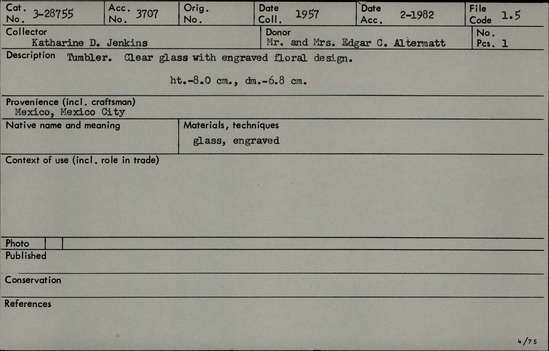 Cat. No. 3-28755 Acc. No. 3707 Orig. No. Date Coll. 1957 Date Acc. 2-1982 File Code 1.5
Collector Katharine D. Jenkins Donor Mr. and Mrs. Edgar C. Altermatt No. Pcs. 1
Description Tumbler. Clear glass with engraved floral design.
ht.-8.0 cm., dm.-6.8 cm.
Provenience (incl. craftsman)
Mexico, Mexico City
Native name and meaning Materials, techniques
glass, engraved
Context of use (incl. role in trade)
Photo
Published
Conservation
References
4/75